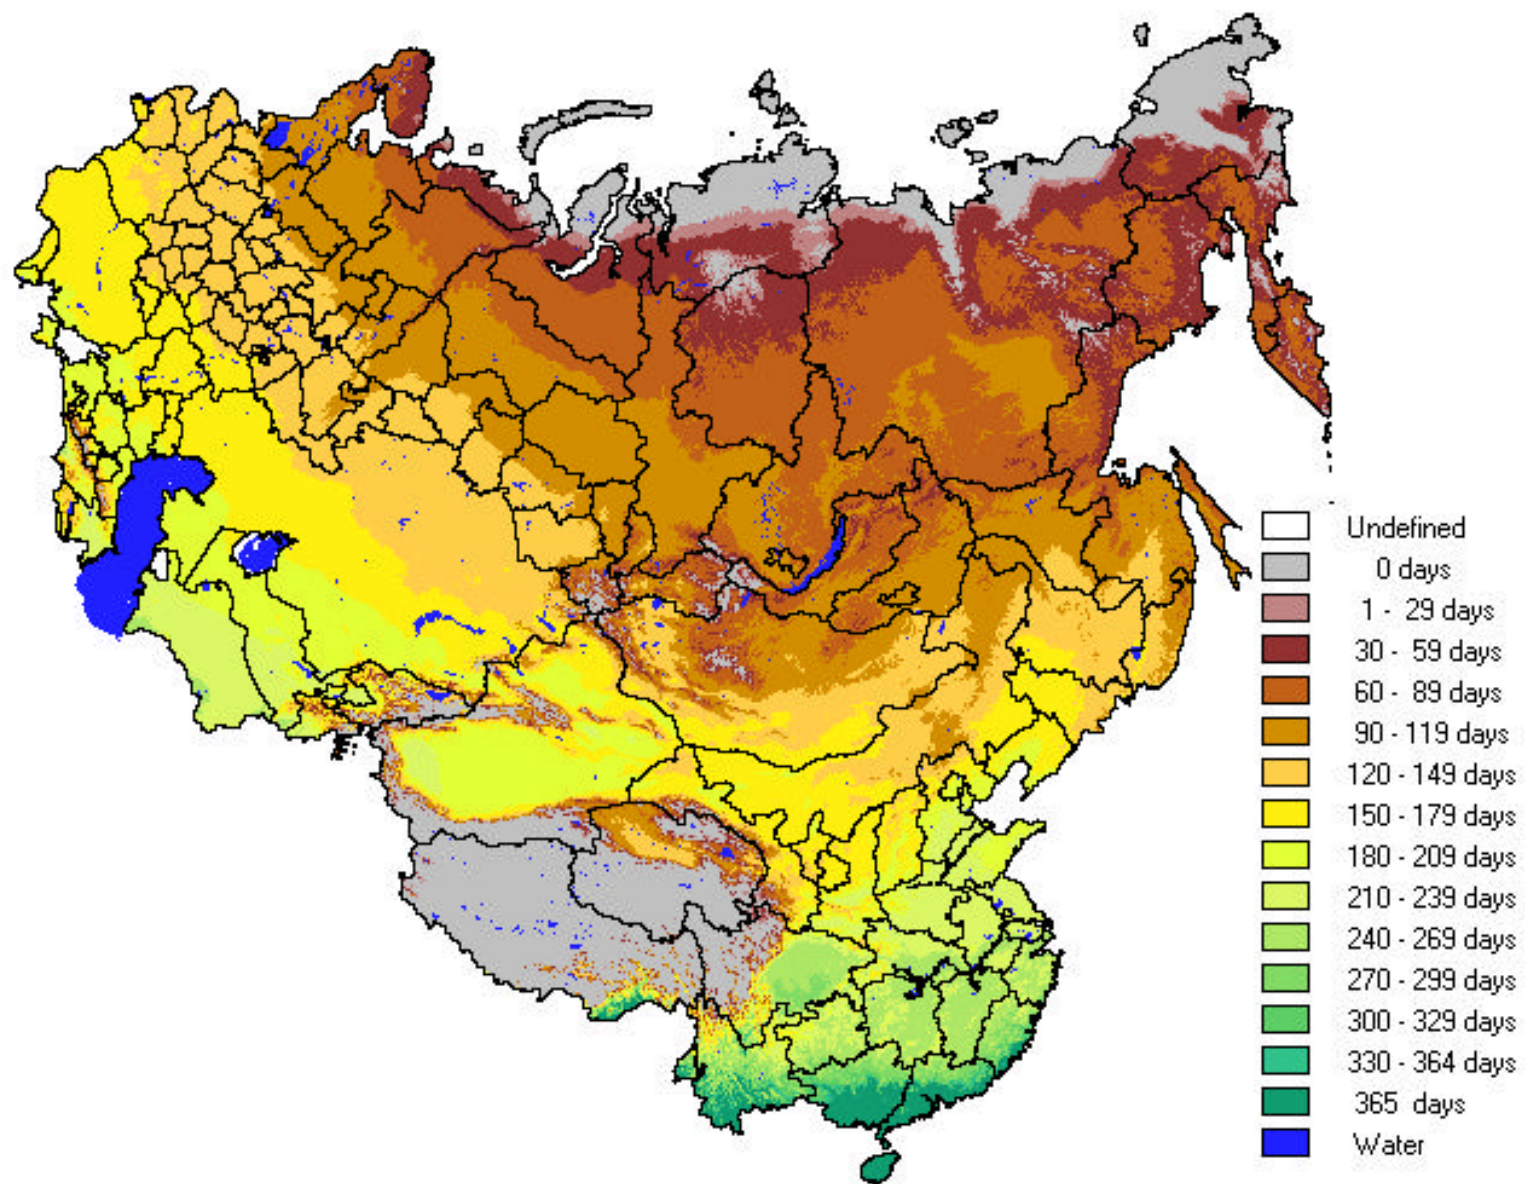 Undefined
0 days
1 - 29 days
30 - 59 days
60 - 89 days
90 - 119 days
120 - 149 days
150 - 179 days
180 - 209 days
210 - 239 days
240 - 269 days
270 - 299 days
300 - 329 days
330 - 364 days
365 days
Water